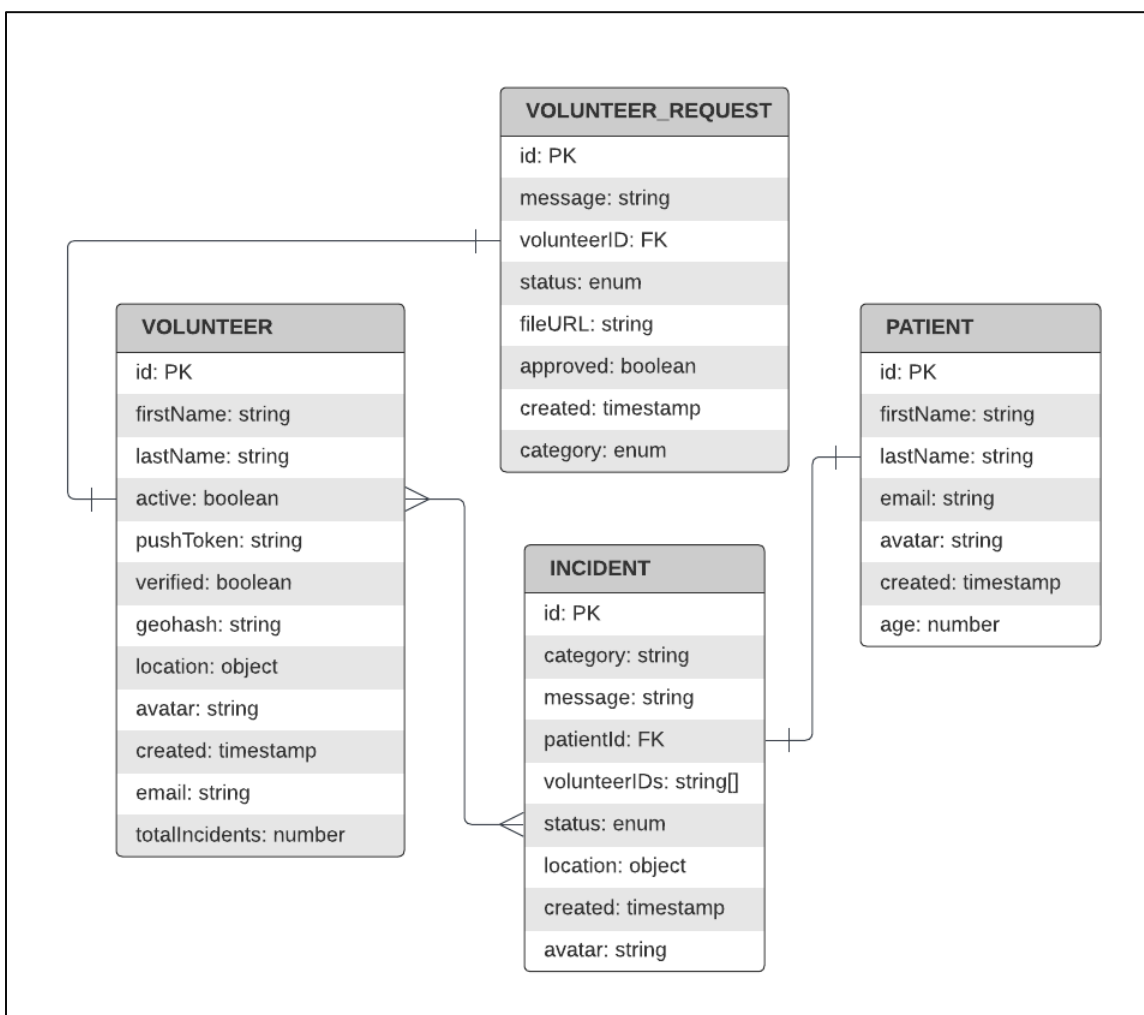 VOLUNTEER_REQUEST
id: PK
message: string
volunteerID: FK
status: enum
fileURL: string
approved: boolean
created: timestamp
category: enum
VOLUNTEER
id: PK
firstName: string
lastName: string
active: boolean
pushToken: string
verified: boolean
geohash: string
location: object
avatar: string
created: timestamp
email: string
totalIncidents: number
PATIENT
id: PK
firstName: string
lastName: string
email: string
avatar: string
created: timestamp
age: number
INCIDENT
id: PK
category: string
message: string
patientId: FK
volunteerIDs: string[]
status: enum
location: object
created: timestamp
avatar: string